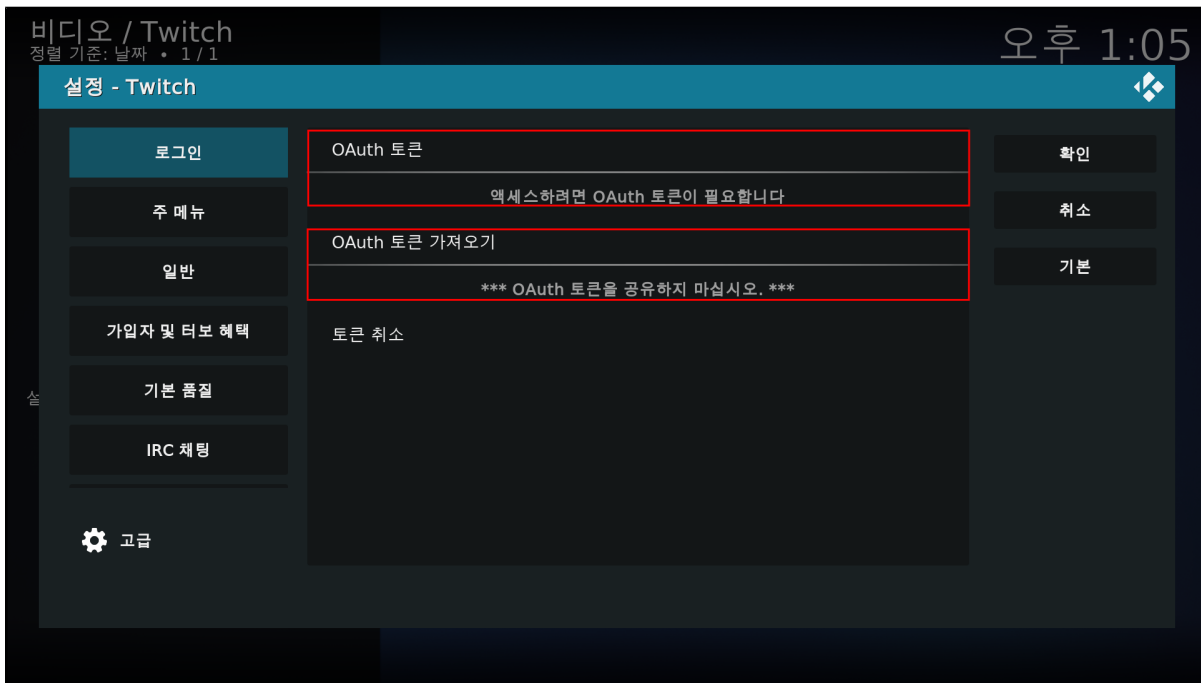 비디오 / Twitch
정렬 기준: 날짜 • 1 / 1
오후 1:05
설정 - Twitch
로그인
주 메뉴
일반
가입자 및 터보 혜택
기본 품질
IRC 채팅
고급
OAuth 토큰
액세스하려면 OAuth 토큰이 필요합니다
OAuth 토큰 가져오기
*** OAuth 토큰을 공유하지 마십시오. ***
토큰 취소
확인
취소
기본